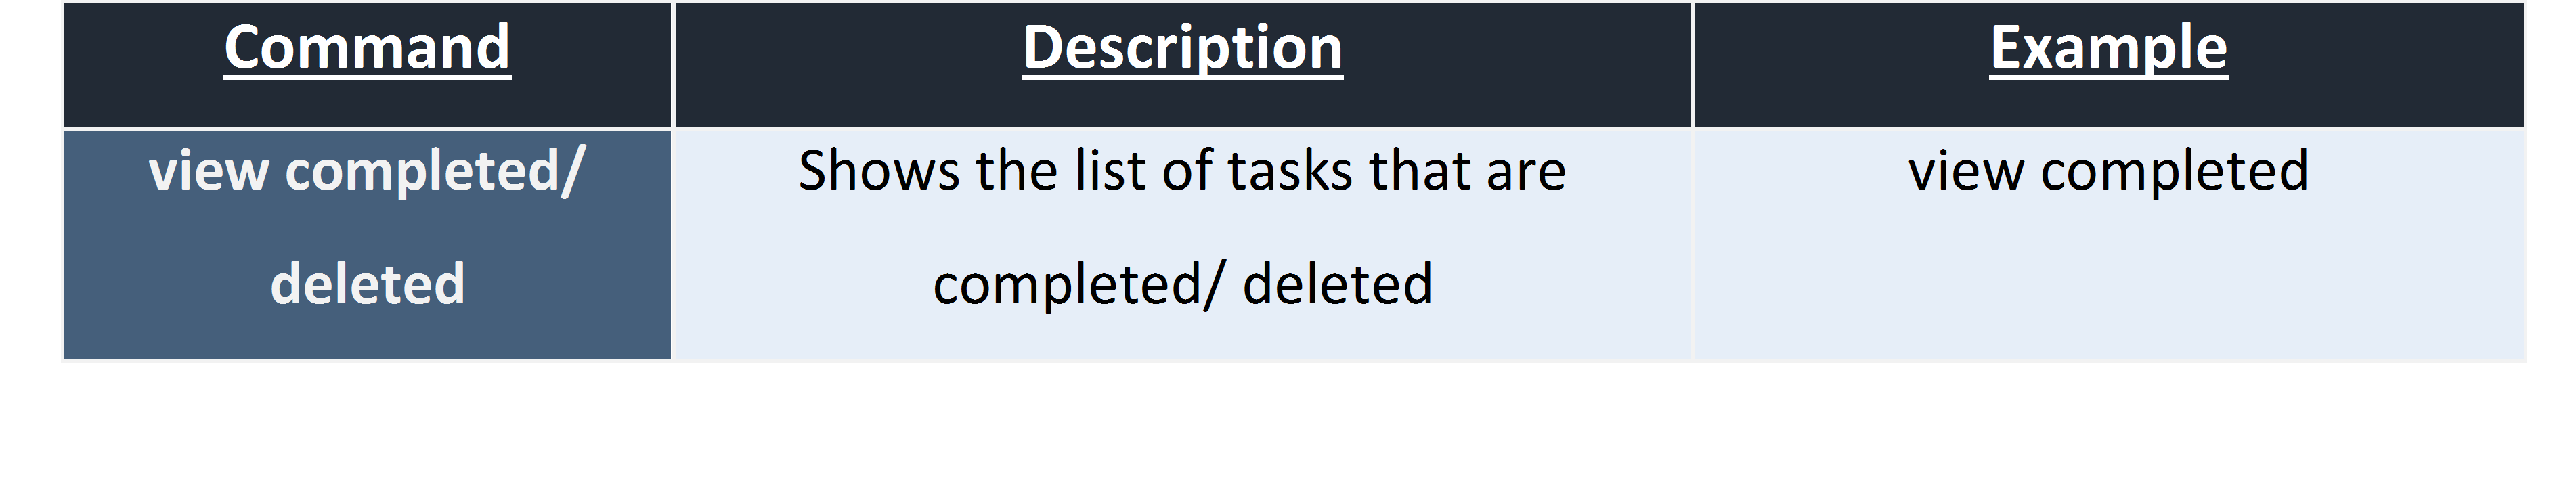 Command Description Example
view completed/ Shows the list of tasks that are view completed
deleted completed/ deleted